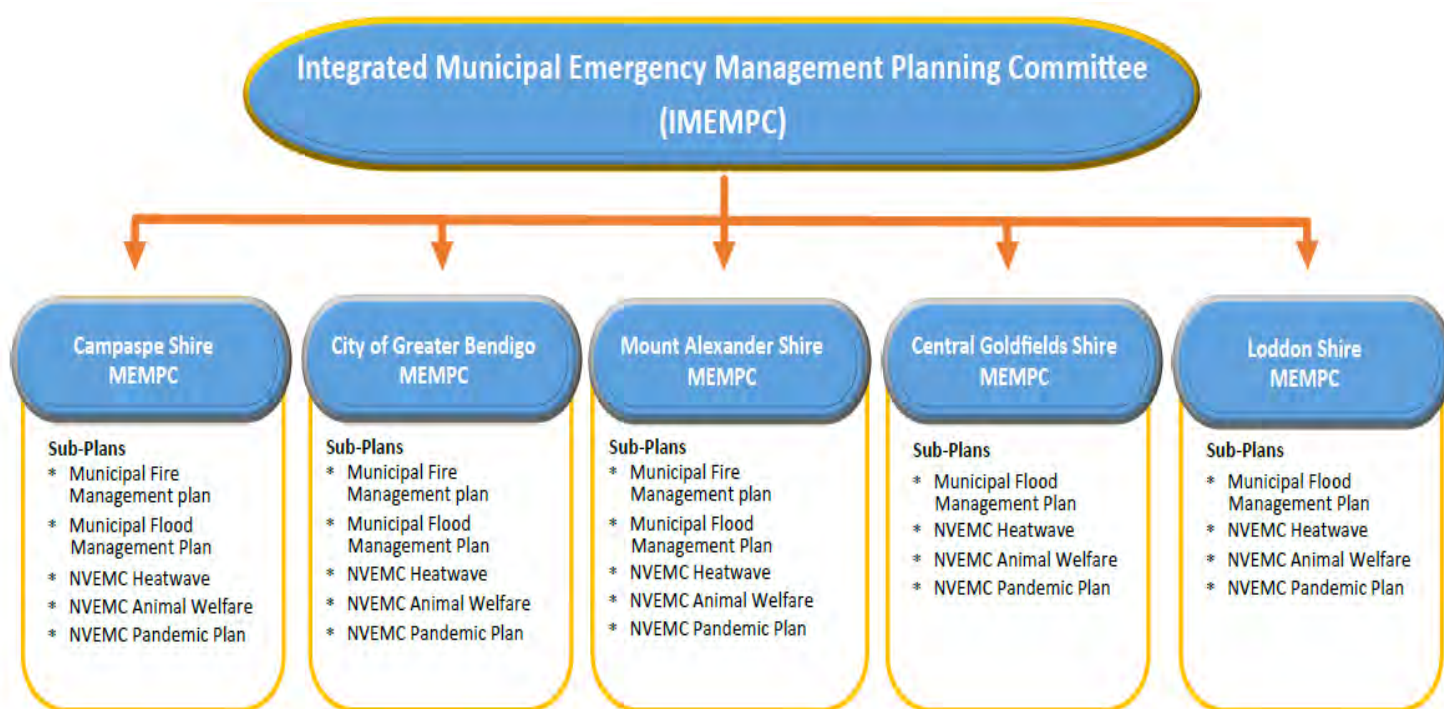 Integrated Municipal Emergency Management Planning Committee
(IMEMPC)
Campaspe Shire
MEMPC
Sub-Plans
* Municipal Fire
Management plan
* Municipal Flood
Management Plan
* NVEMC Heatwave
* NVEMC Animal Welfare
* NVEMC Pandemic Plan
City of Greater Bendigo
MEMPC
Sub-Plans
* Municipal Fire
Management plan
* Municipal Flood
Management Plan
* NVEMC Heatwave
* NVEMC Animal Welfare
* NVEMC Pandemic Plan
Mount Alexander Shire
MEMPC
Sub-Plans
* Municipal Fire
Management plan
* Municipal Flood
Management Plan
* NVEMC Heatwave
* NVEMC Animal Welfare
* NVEMC Pandemic Plan
Central Goldfields Shire
MEMPC
Sub-Plans
* Municipal Flood
Management Plan
* NVEMC Heatwave
* NVEMC Animal Welfare
* NVEMC Pandemic Plan
Loddon Shire
MEMPC
Sub-Plans
* Municipal Flood
Management Plan
* NVEMC Heatwave
* NVEMC Animal Welfare
* NVEMC Pandemic Plan